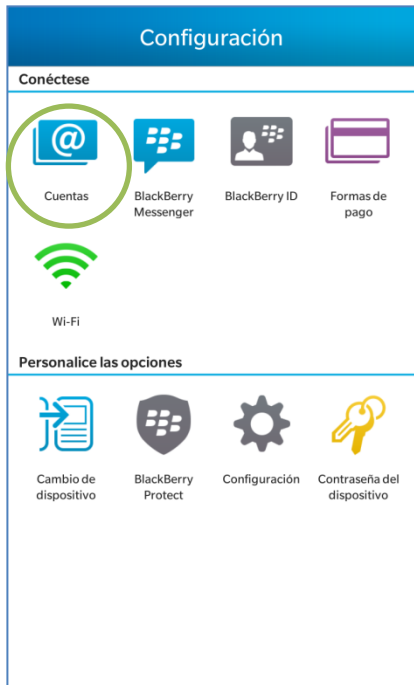 Configuración
Conéctese
@
Cuentas
BlackBerry
Messenger
BlackBerry ID
Formas de
pago
Wi-Fi
Personalice las opciones
Cambio de
dispositivo
BlackBerry
Protect
Configuración
Contraseña del
dispositivo